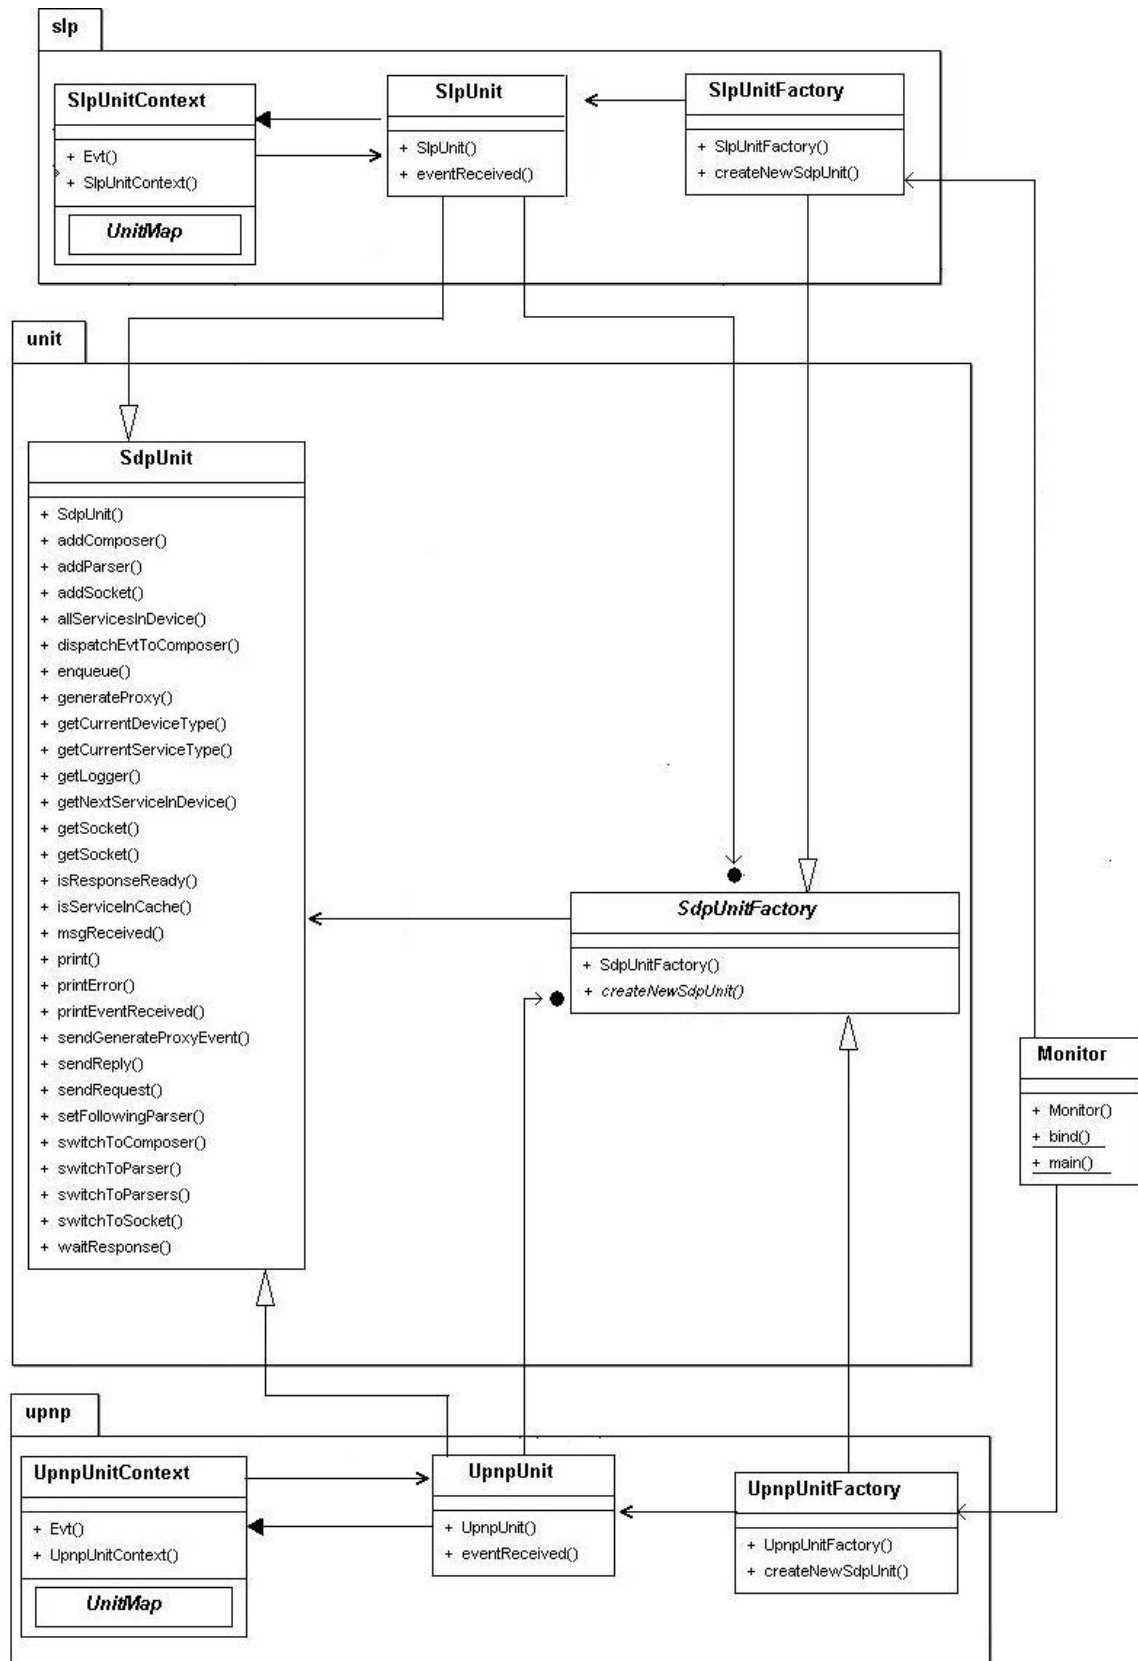 slp
SlpUnitContext
+ Evt()
+ SlpUnitContext()
UnitMap
SlpUnit
+ SlpUnit()
+ eventReceived()
SlpUnitFactory
+ SlpUnitFactory()
+ createNewSdpUnit()
unit
SdpUnit
+ SdpUnit()
+ addComposer()
+ addParser()
+ addSocket()
+ allServicesInDevice()
+ dispatchEvtToComposer()
+ enqueue()
+ generateProxy()
+ getCurrentDeviceType()
+ getCurrentServiceType()
+ getLogger()
+ getNextServiceInDevice()
+ getSocket()
+ getSocket()
+ isResponseReady()
+ isServiceInCache()
+ msgReceived()
+ print()
+ printError()
+ printEventReceived()
+ sendGenerateProxyEvent()
+ sendReply()
+ sendRequest()
+ setFollowingParser()
+ switchToComposer()
+ switchToParser()
+ switchToParsers()
+ switchToSocket()
+ waitResponse()
SdpUnitFactory
+ SdpUnitFactory()
+ createNewSdpUnit()
Monitor
+ Monitor()
+ bind()
+ main()
upnp
UpnpUnitContext
+ Evt()
+ UpnpUnitContext()
UnitMap
UpnpUnit
+ UpnpUnit()
+ eventReceived()
UpnpUnitFactory
+ UpnpUnitFactory()
+ createNewSdpUnit()